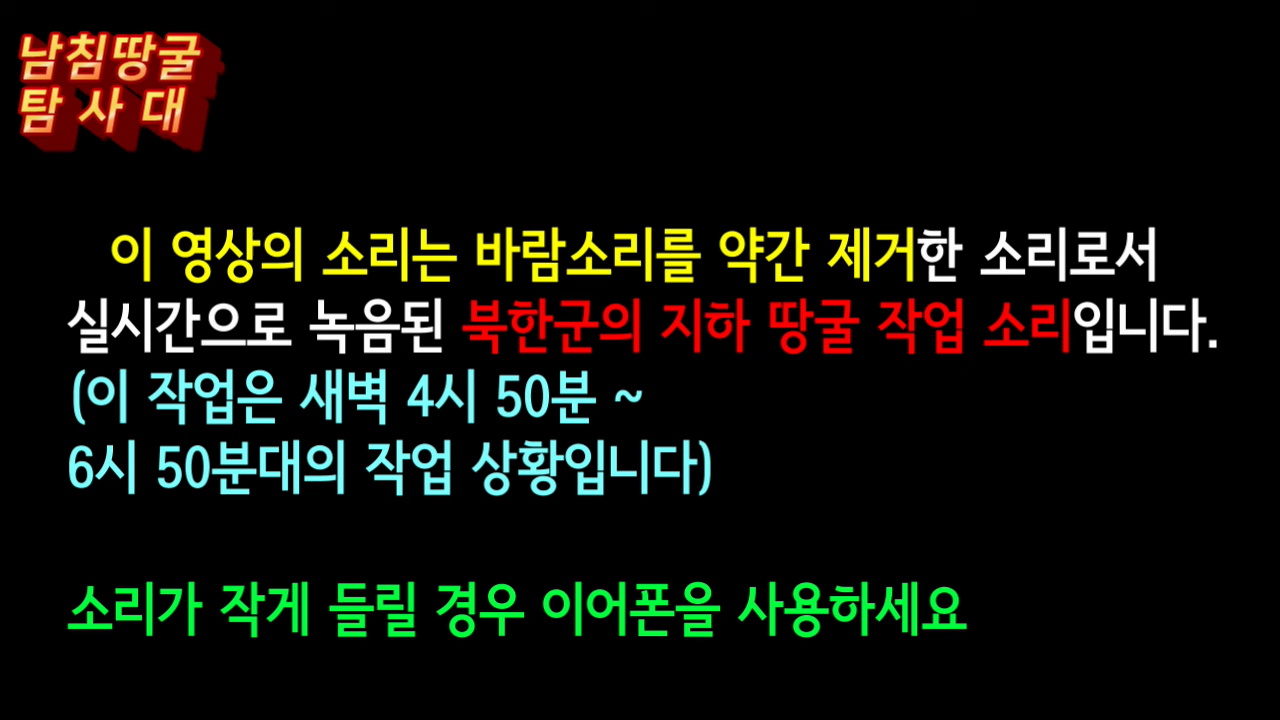 남침땅굴
탐사대
이 영상의 소리는 바람소리를 약간 제거한 소리로서
실시간으로 녹음된 북한군의 지하 땅굴 작업 소리입니다.
(이 작업은 새벽 4시 50분 ~
6시 50분대의 작업 상황입니다)
소리가 작게 들릴 경우 이어폰을 사용하세요